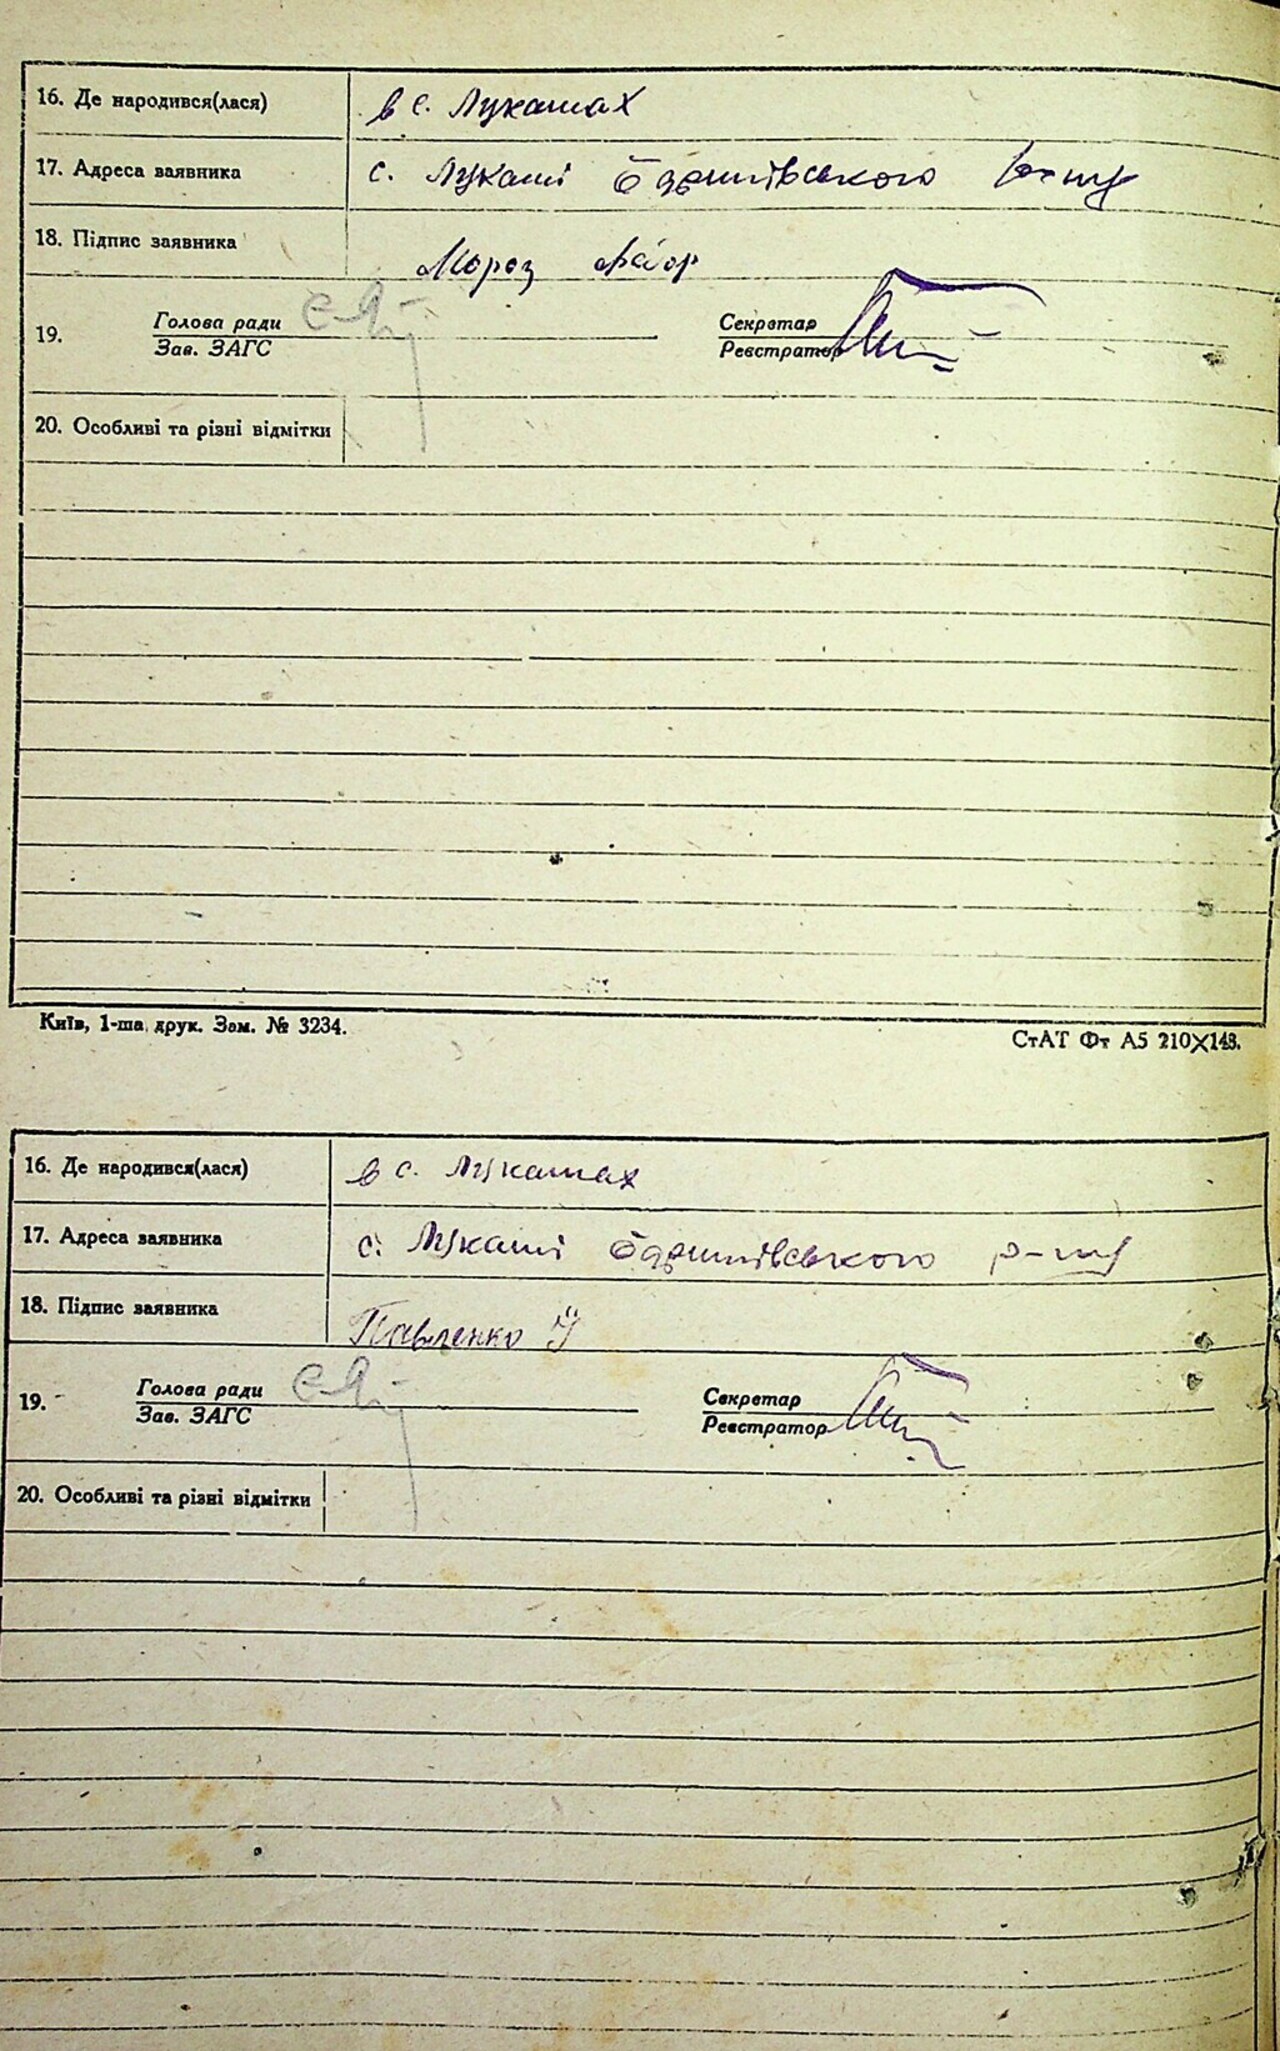 16. Де народився(лася) в с. Лукашах
17. Адреса заявника с. Лукаші Баришівського р-ну
18. Підпис заявника Мороз
Голова ради Секретар
19.
Зав. ЗАГС Реєстратор
20. Особливі та різні відмітки
Київ, 1-ша друк. Зам. № 3234. СтАТ Фт А5 210X148.
16. Де народився(лася) в с. Лукашах
17. Адреса заявника с. Лукаші Баришівського р-ну
18. Підпис заявника Павленко Й
Голова ради Секретар
19.
Зав. ЗАГС Реєстратор
20. Особливі та різні відмітки